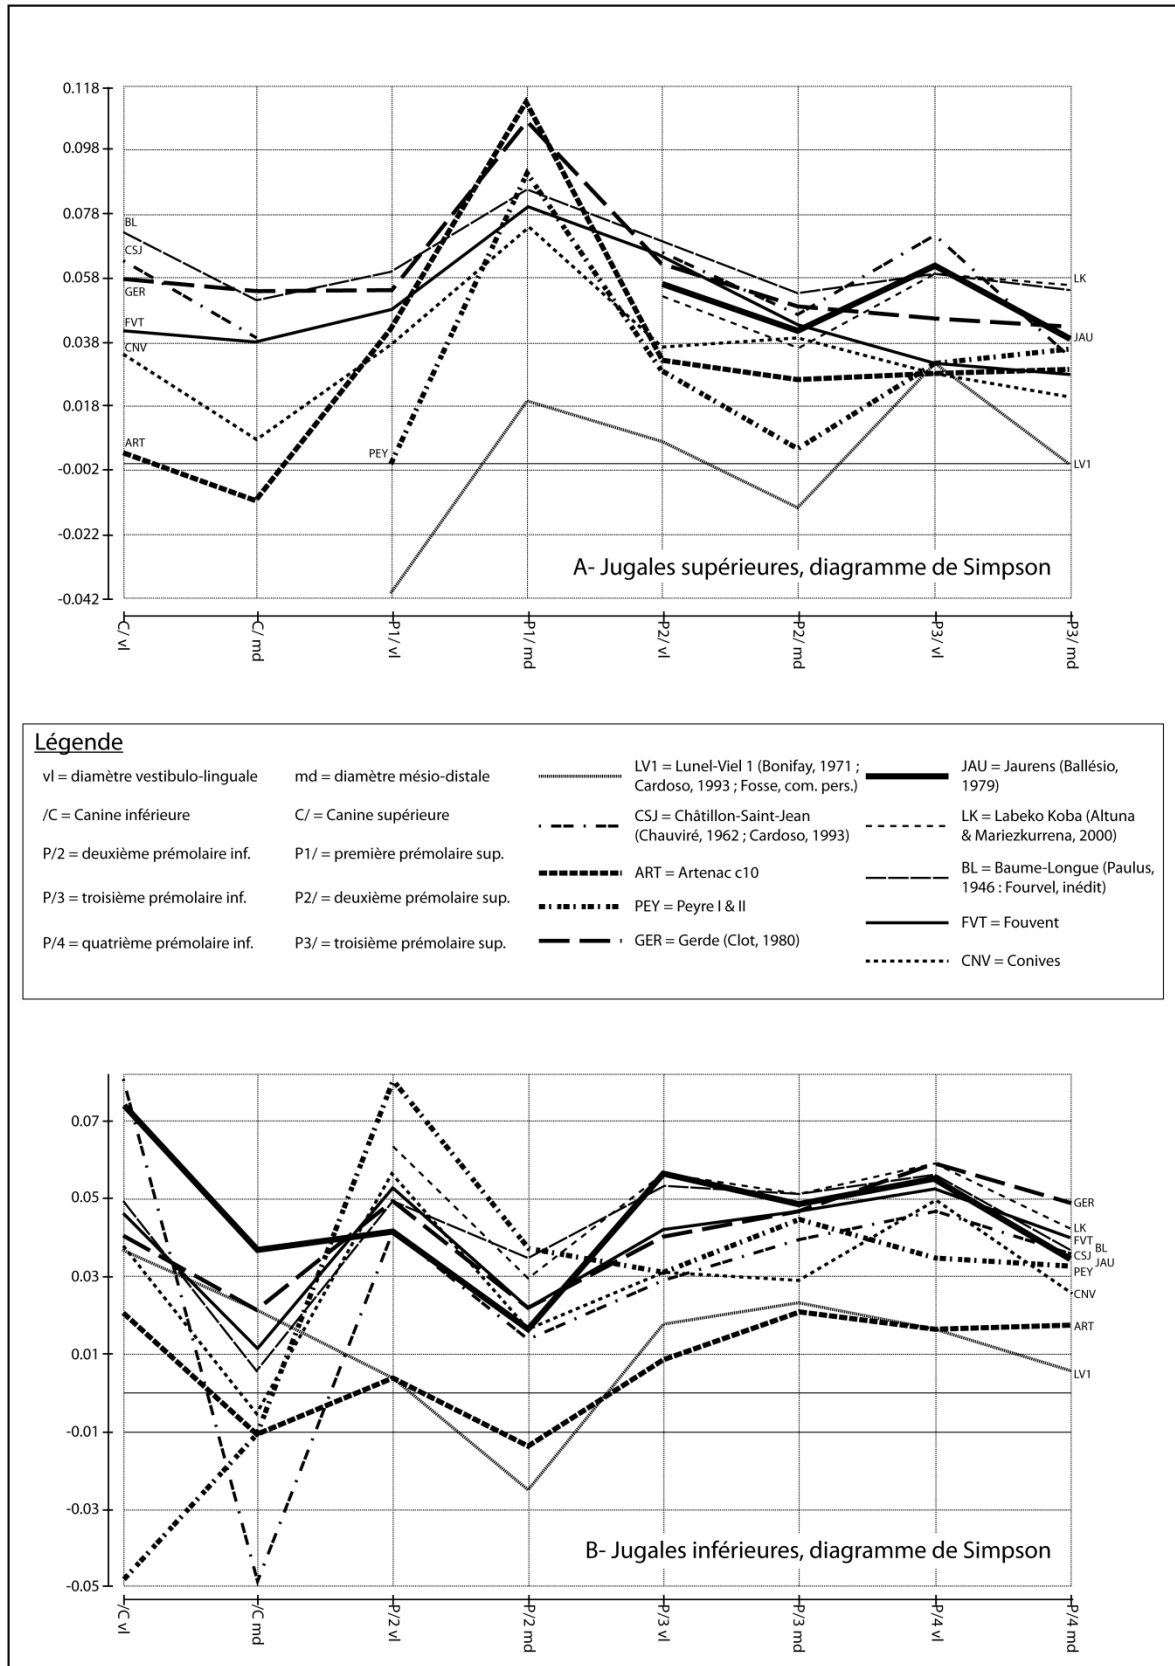 0.118
0.098
0.078
0.058
0.038
0.018
-0.002
-0.022
-0.042
BL
CSJ
GER
FVT
CNV
ART
PEY
LK
JAU
LV1
A- Jugales supérieures, diagramme de Simpson
C/ vl
C/ md
P1/ vl
P1/ md
P2/ vl
P2/ md
P3/ vl
P3/ md
Légende
vl = diamètre vestibulo-linguale
md = diamètre mésio-distale
/C = Canine inférieure
C/ = Canine supérieure
P/2 = deuxième prémolaire inf.
P1/ = première prémolaire sup.
P/3 = troisième prémolaire inf.
P2/ = deuxième prémolaire sup.
P/4 = quatrième prémolaire inf.
P3/ = troisième prémolaire sup.
LV1 = Lunel-Viel 1 (Bonifay, 1971 ;
Cardoso, 1993 ; Fosse, com. pers.)
CSJ = Châtillon-Saint-Jean
(Chauviré, 1962 ; Cardoso, 1993)
ART = Artenac c10
PEY = Peyre I & II
GER = Gerde (Clot, 1980)
JAU = Jaurens (Ballésio,
1979)
LK = Labeko Koba (Altuna
& Mariezkurrena, 2000)
BL = Baume-Longue (Paulus,
1946 : Fourvel, inédit)
FVT = Fouvent
CNV = Conives
0.07
0.05
0.03
0.01
-0.01
-0.03
-0.05
GER
LK
FVT
BL
CSJ
JAU
PEY
CNV
ART
LV1
B- Jugales inférieures, diagramme de Simpson
/C vl
/C md
P/2 vl
P/2 md
P/3 vl
P/3 md
P/4 vl
P/4 md